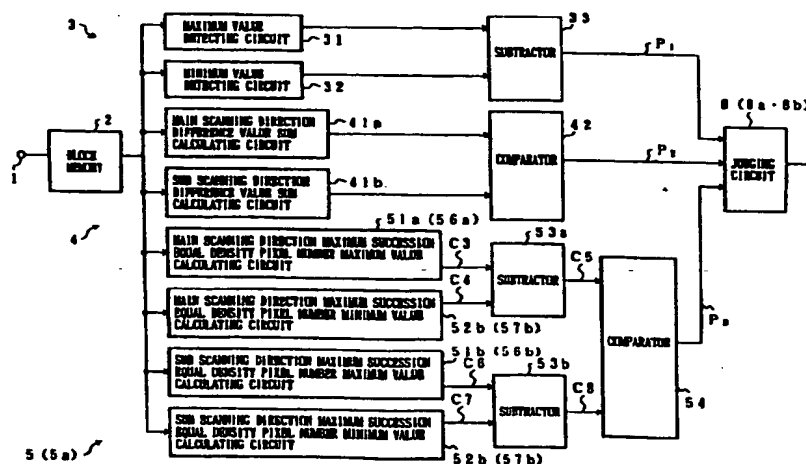 3
MAXIMUM VALUE
DETECTING CIRCUIT
31
MINIMUM VALUE
DETECTING CIRCUIT
32
SUBTRACTOR
33
P₁
1
BLOCK
MEMORY
2
MAIN SCANNING DIRECTION
DIFFERENCE VALUE SUM
CALCULATING CIRCUIT
41a
SUB SCANNING DIRECTION
DIFFERENCE VALUE SUM
CALCULATING CIRCUIT
41b
COMPARATOR
42
P₂
JUDGING
CIRCUIT
4
51a (56a)
MAIN SCANNING DIRECTION MAXIMUM SUCCESSION
EQUAL DENSITY PIXEL NUMBER MAXIMUM VALUE
CALCULATING CIRCUIT
C3
MAIN SCANNING DIRECTION MAXIMUM SUCCESSION
EQUAL DENSITY PIXEL NUMBER MINIMUM VALUE
CALCULATING CIRCUIT
C4
52b (57b)
SUBTRACTOR
53a
C5
51b (56b)
SUB SCANNING DIRECTION MAXIMUM SUCCESSION
EQUAL DENSITY PIXEL NUMBER MAXIMUM VALUE
CALCULATING CIRCUIT
C6
SUB SCANNING DIRECTION MAXIMUM SUCCESSION
EQUAL DENSITY PIXEL NUMBER MINIMUM VALUE
CALCULATING CIRCUIT
C7
52b (57b)
SUBTRACTOR
53b
C8
COMPARATOR
54
P₃
5 (5a)